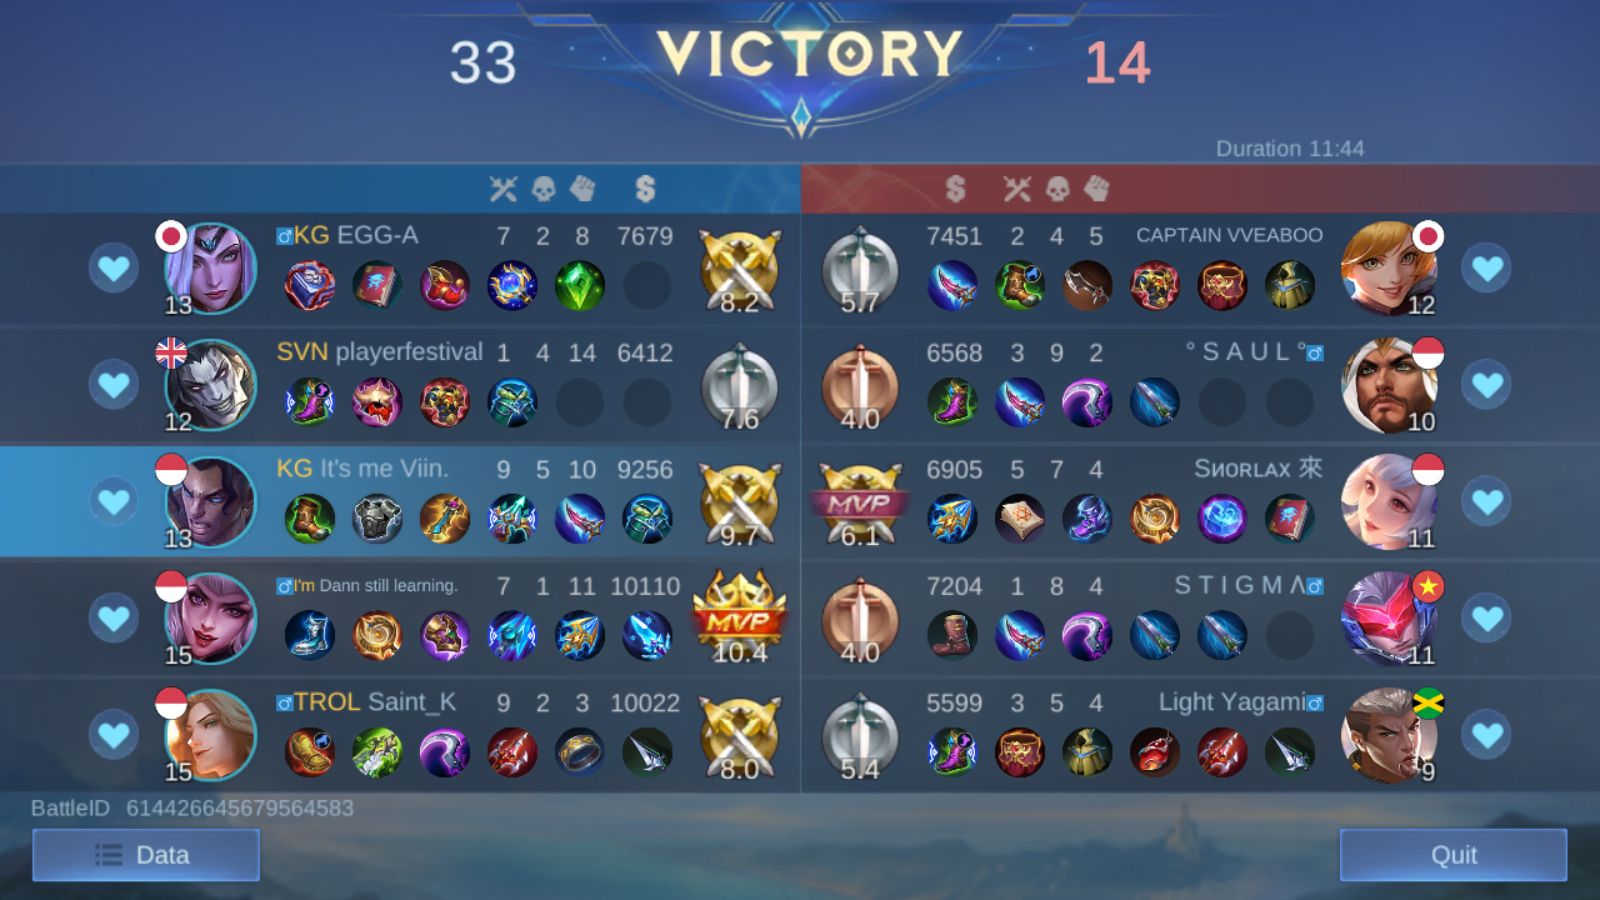 33 VICTORY 14
Duration 11:44
♂KG EGG-A 7 2 8 7679
13 8.2
7451 2 4 5 CAPTAIN VVEABOO
5.7 12
SVN playerfestival 1 4 14 6412
12 7.6
6568 3 9 2 °SAUL°♂
4.0 10
KG It's me Viin. 9 5 10 9256
13 9.7
6905 5 7 4 SиORLAX 來
MVP
6.1 11
♂I'm Dann still learning. 7 1 11 10110
MVP
15 10.4
7204 1 8 4 STIGMΛ♂
4.0 11
♂TROL Saint_K 9 2 3 10022
15 8.0
5599 3 5 4 Light Yagami♂
5.4 9
BattleID 614426645679564583
Data
Quit